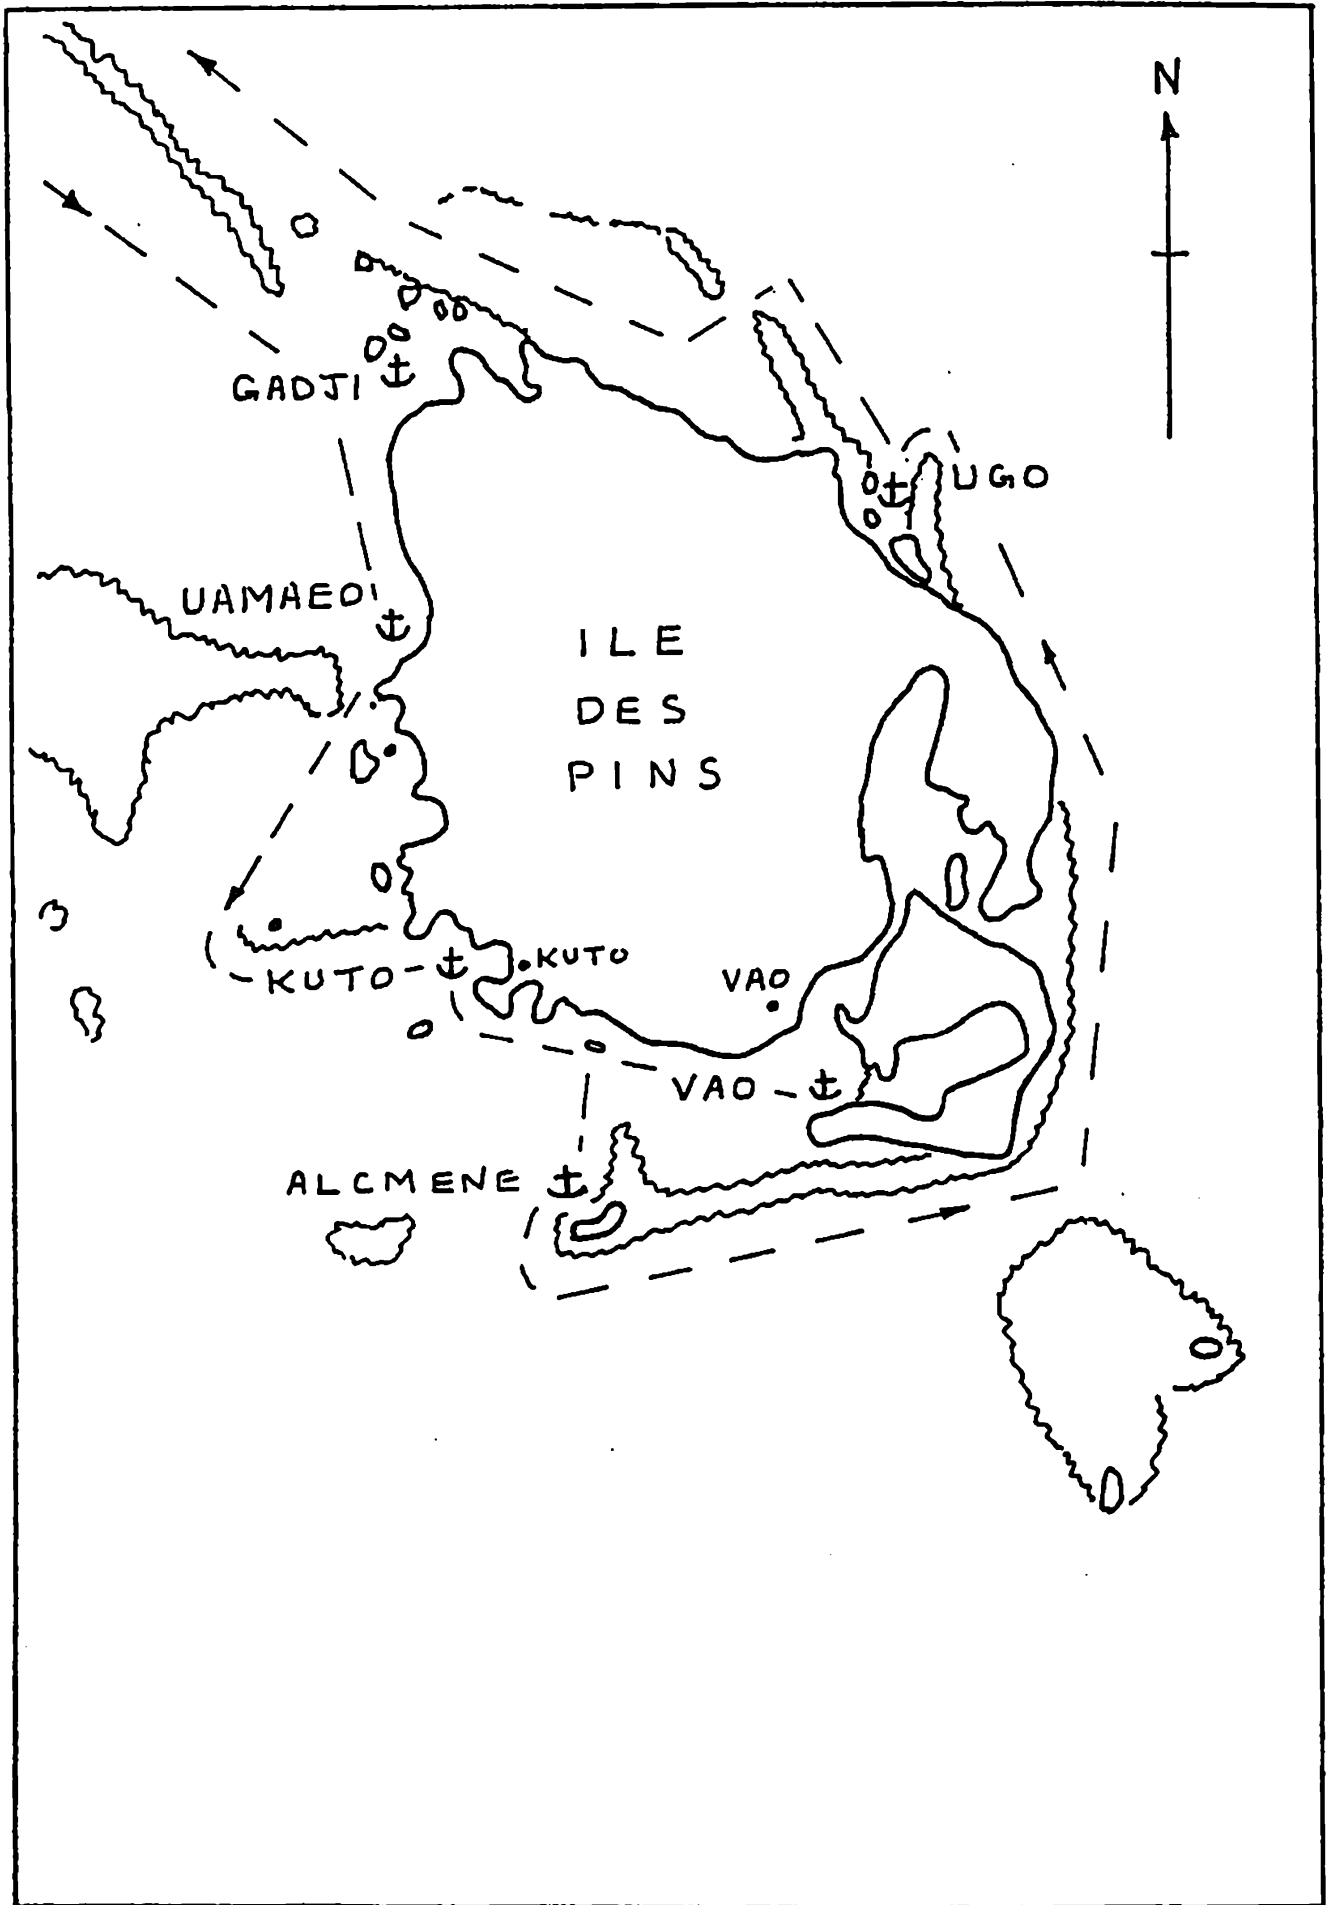 N
GADJI
UGO
UAMAEO
ILE
DES
PINS
KUTO
KUTO
VAO
VAO
ALCMENE